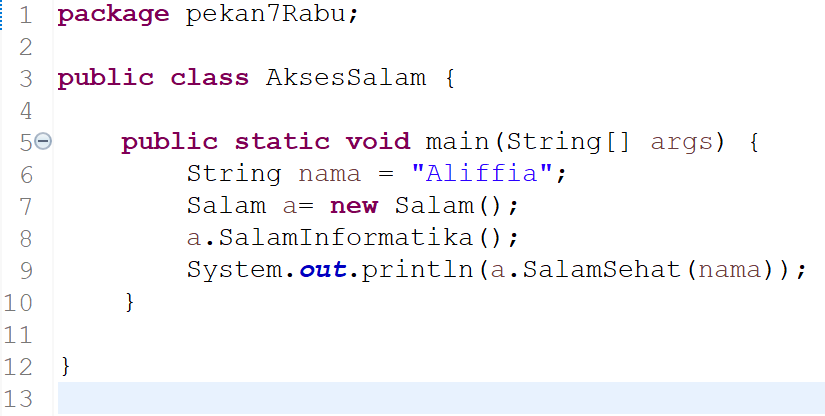 1 package pekan7Rabu;
2
3 public class AksesSalam {
4
5 public static void main(String[] args) {
6 String nama = "Aliffia";
7 Salam a= new Salam();
8 a.SalamInformatika();
9 System.out.println(a.SalamSehat(nama));
10 }
11
12 }
13